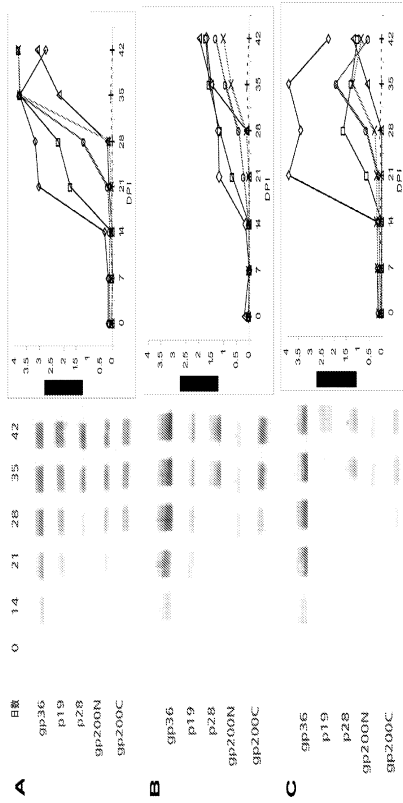 A
日数 0 14 21 28 35 42
gp36
p19
p28
gp200N
gp200C
4
3.5
3
2.5
2
1.5
1
0.5
0
0 7 14 21 28 35 42
DPI
B
gp36
p19
p28
gp200N
gp200C
4
3.5
3
2.5
2
1.5
1
0.5
0
0 7 14 21 28 35 42
DPI
C
gp36
p19
p28
gp200N
gp200C
4
3.5
3
2.5
2
1.5
1
0.5
0
0 7 14 21 28 35 42
DPI